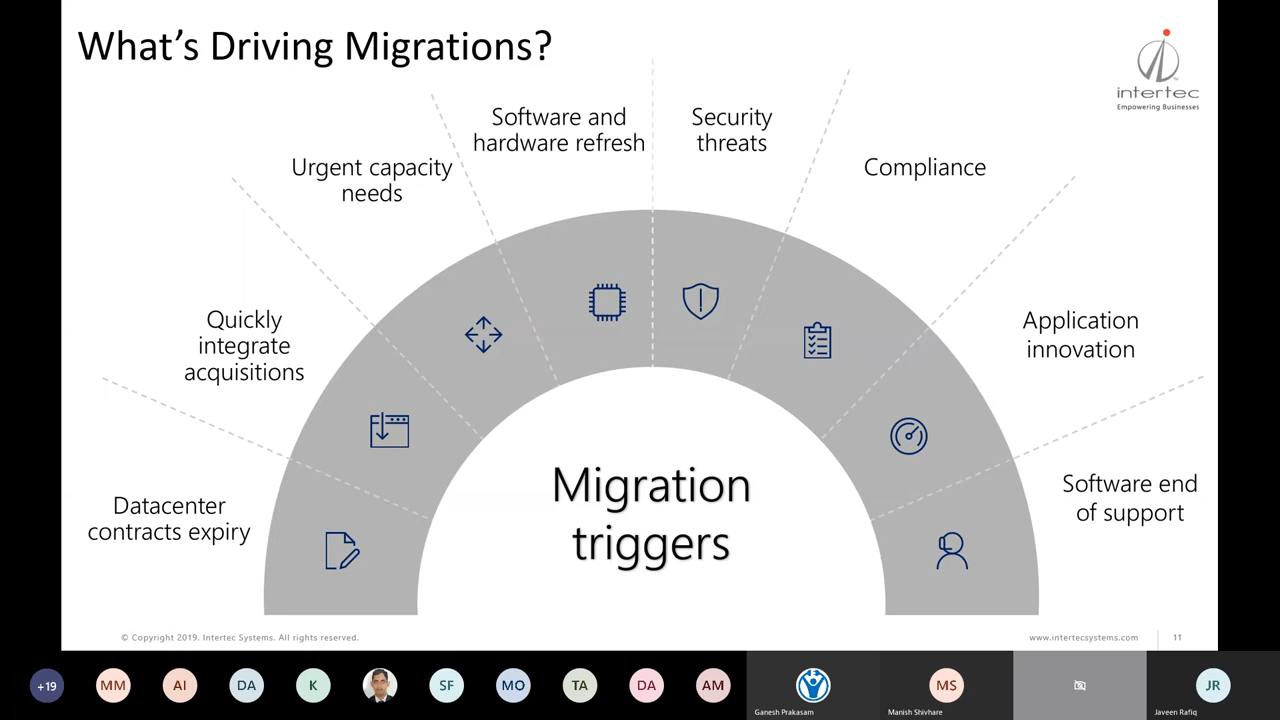 What's Driving Migrations?
intertec
Empowering Businesses
Software and
hardware refresh
Security
threats
Urgent capacity
needs
Compliance
Quickly
integrate
acquisitions
Application
innovation
Datacenter
contracts expiry
Software end
of support
Migration
triggers
© Copyright 2019. Intertec Systems. All rights reserved.
www.intertecsystems.com
11
+19
MM
AI
DA
K
SF
MO
TA
DA
AM
Ganesh Prakasam
MS
Manish Shivhare
JR
Javeen Rafiq